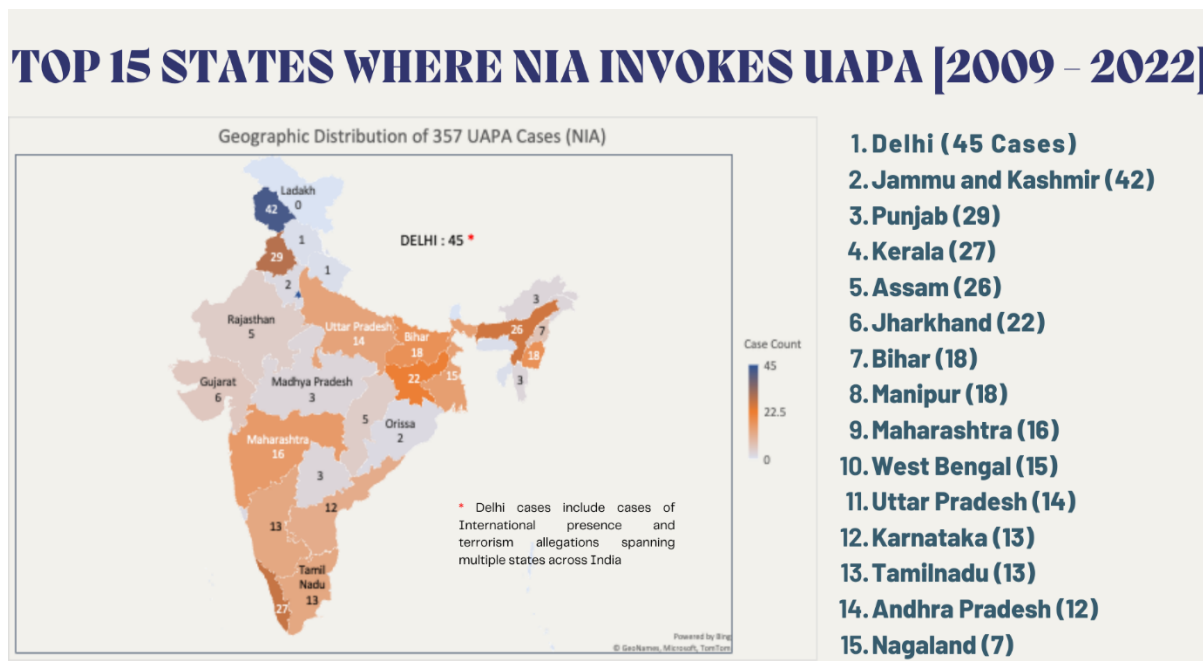 TOP 15 STATES WHERE NIA INVOKES UAPA [2009 – 2022]
Geographic Distribution of 357 UAPA Cases (NIA)
Ladakh
0
42
1
DELHI : 45 *
29
1
2
3
Rajasthan
5
Uttar Pradesh
14
Bihar
18
26
7
18
Gujarat
6
Madhya Pradesh
3
22
15
3
5
Orissa
2
Maharashtra
16
3
12
13
Tamil
Nadu
13
27
* Delhi cases include cases of
International presence and
terrorism allegations spanning
multiple states across India
Case Count
45
22.5
0
Powered by Bing
© GeoNames, Microsoft, TomTom
1. Delhi (45 Cases)
2. Jammu and Kashmir (42)
3. Punjab (29)
4. Kerala (27)
5. Assam (26)
6. Jharkhand (22)
7. Bihar (18)
8. Manipur (18)
9. Maharashtra (16)
10. West Bengal (15)
11. Uttar Pradesh (14)
12. Karnataka (13)
13. Tamilnadu (13)
14. Andhra Pradesh (12)
15. Nagaland (7)